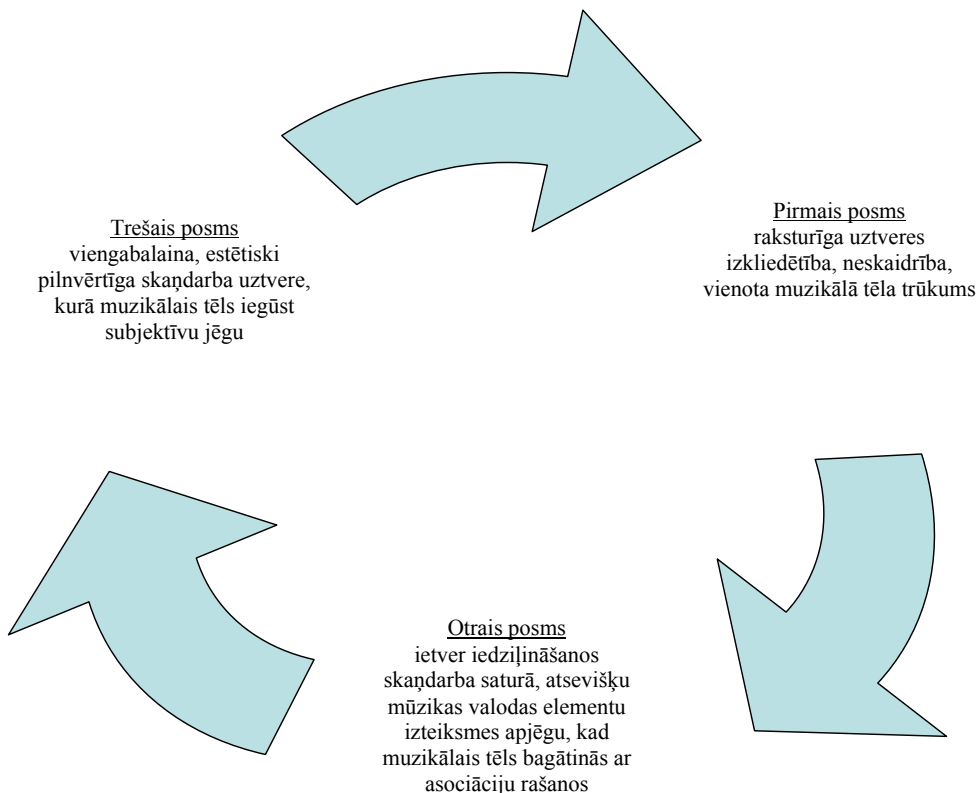 Trešais posms
viengabalaina, estētiski
pilnvērtīga skaņdarba uztvere,
kurā muzikālais tēls iegūst
subjektīvu jēgu
Pirmais posms
raksturīga uztveres
izkliedētība, neskaidrība,
vienota muzikālā tēla trūkums
Otrais posms
ietver iedziļināšanos
skaņdarba saturā, atsevišķu
mūzikas valodas elementu
izteiksmes apjēgu, kad
muzikālais tēls bagātinās ar
asociāciju rašanos